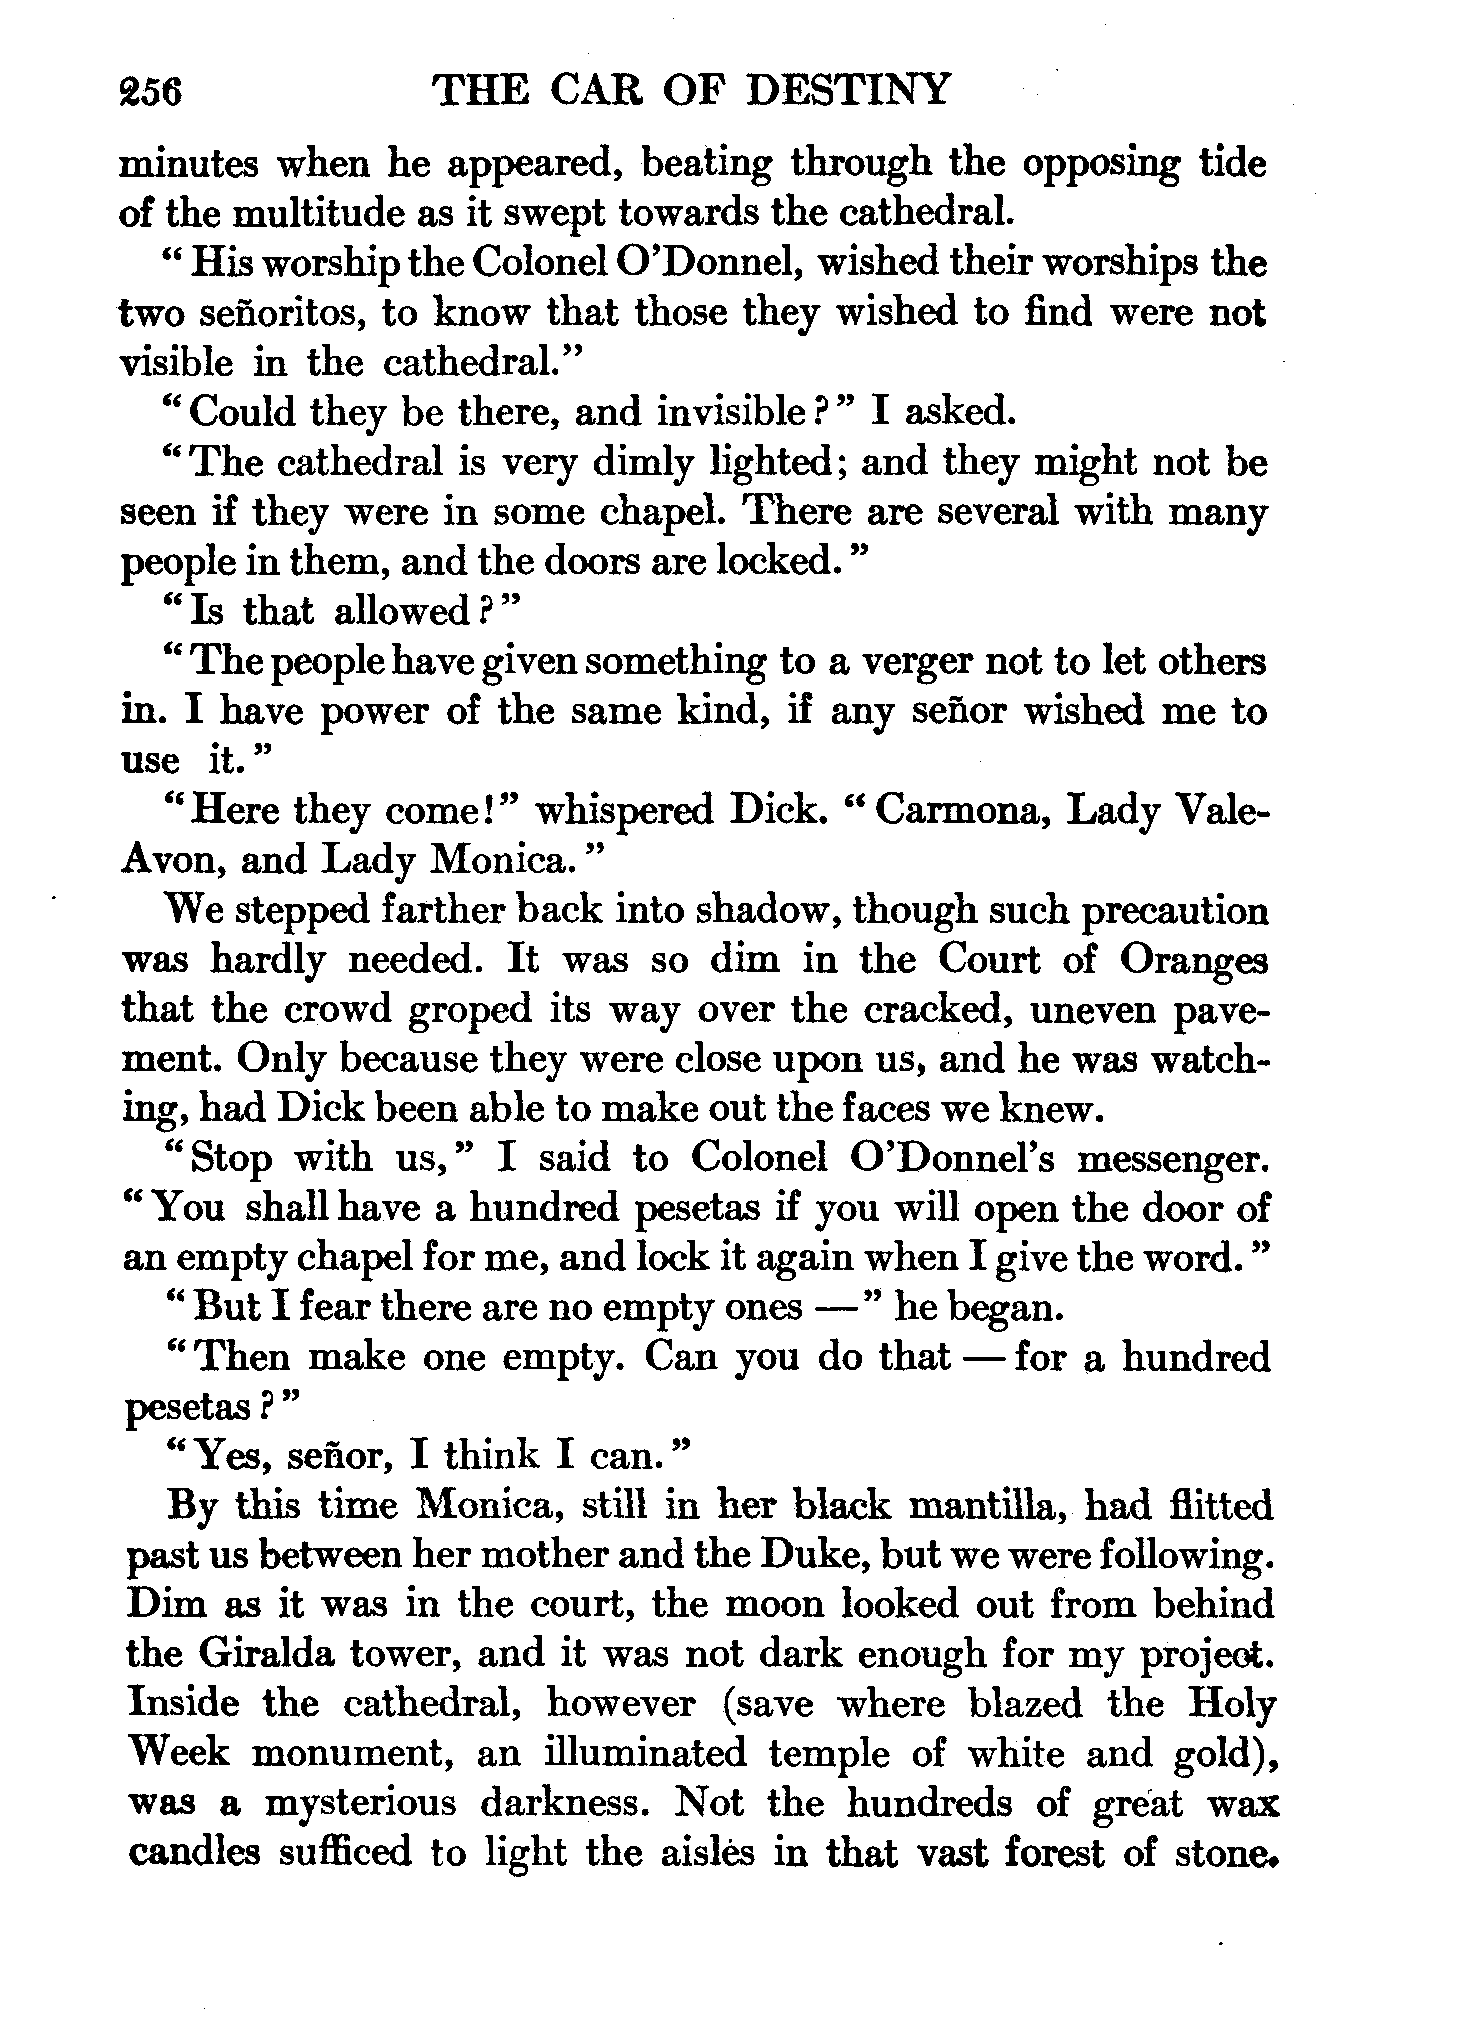 256 THE CAR OF DESTINY
minutes when he appeared, beating through the opposing tide
of the multitude as it swept towards the cathedral.
"His worship the Colonel O'Donnel, wished their worships the
two señoritos, to know that those they wished to find were not
visible in the cathedral."
"Could they be there, and invisible?" I asked.
"The cathedral is very dimly lighted; and they might not be
seen if they were in some chapel. There are several with many
people in them, and the doors are locked."
"Is that allowed?"
"The people have given something to a verger not to let others
in. I have power of the same kind, if any señor wished me to
use it."
"Here they come!" whispered Dick. "Carmona, Lady Vale-
Avon, and Lady Monica."
We stepped farther back into shadow, though such precaution
was hardly needed. It was so dim in the Court of Oranges
that the crowd groped its way over the cracked, uneven pave-
ment. Only because they were close upon us, and he was watch-
ing, had Dick been able to make out the faces we knew.
"Stop with us," I said to Colonel O'Donnel's messenger.
"You shall have a hundred pesetas if you will open the door of
an empty chapel for me, and lock it again when I give the word."
"But I fear there are no empty ones —" he began.
"Then make one empty. Can you do that — for a hundred
pesetas?"
"Yes, señor, I think I can."
By this time Monica, still in her black mantilla, had flitted
past us between her mother and the Duke, but we were following.
Dim as it was in the court, the moon looked out from behind
the Giralda tower, and it was not dark enough for my project.
Inside the cathedral, however (save where blazed the Holy
Week monument, an illuminated temple of white and gold),
was a mysterious darkness. Not the hundreds of great wax
candles sufficed to light the aisles in that vast forest of stone.